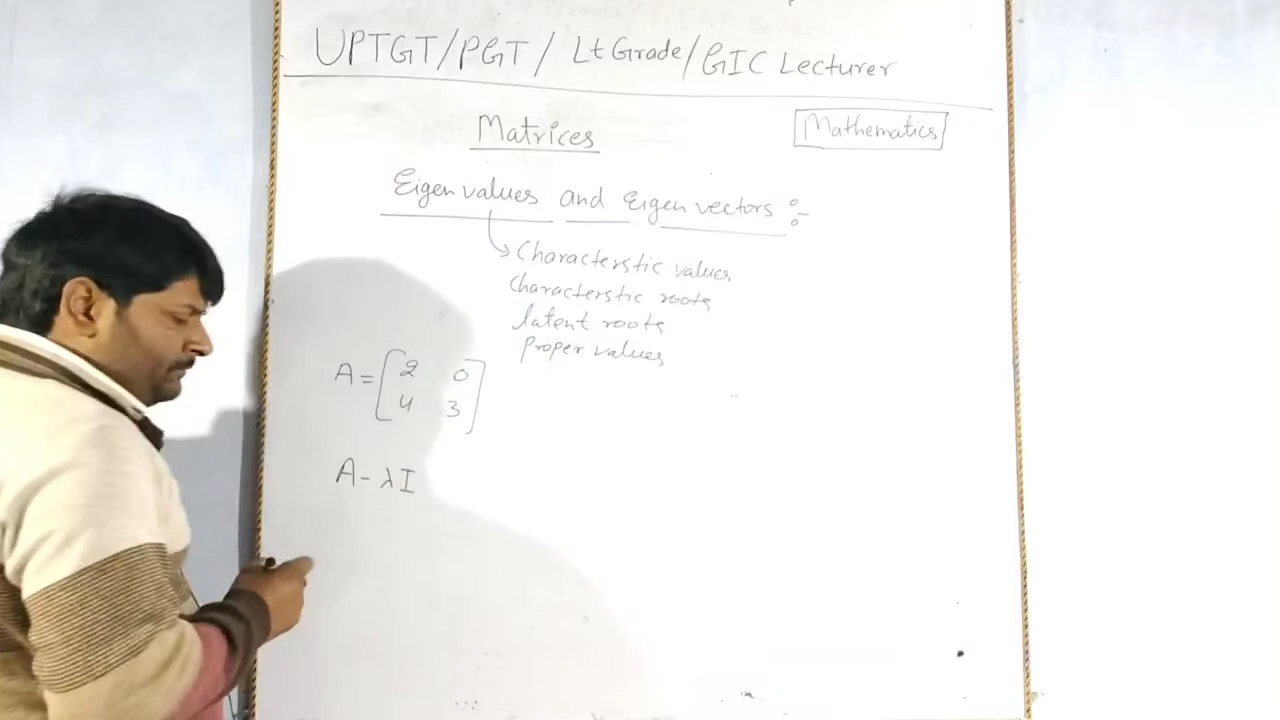 UPTGT/PGT/ Lt Grade/GIC Lecturer
Matrices
Mathematics
Eigen values and Eigen vectors :-
Characterstic values
Characterstic roots
latent roots
Proper values
A = [2 0
4 3]
A - λI